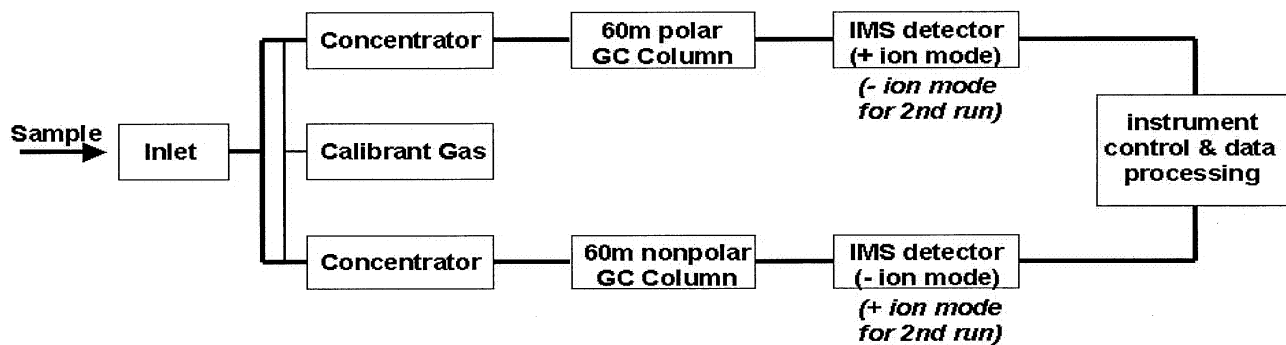 Sample
Inlet
Concentrator
60m polar
GC Column
IMS detector
(+ ion mode)
(- ion mode
for 2nd run)
Calibrant Gas
instrument
control & data
processing
Concentrator
60m nonpolar
GC Column
IMS detector
(- ion mode)
(+ ion mode
for 2nd run)